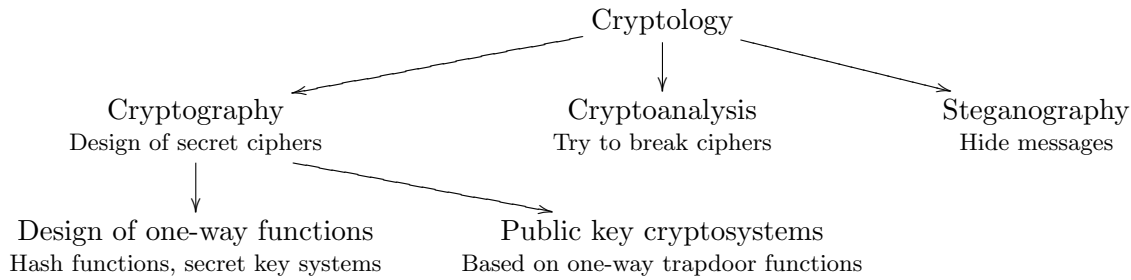 Cryptology
Cryptography
Design of secret ciphers
Cryptoanalysis
Try to break ciphers
Steganography
Hide messages
Design of one-way functions
Hash functions, secret key systems
Public key cryptosystems
Based on one-way trapdoor functions